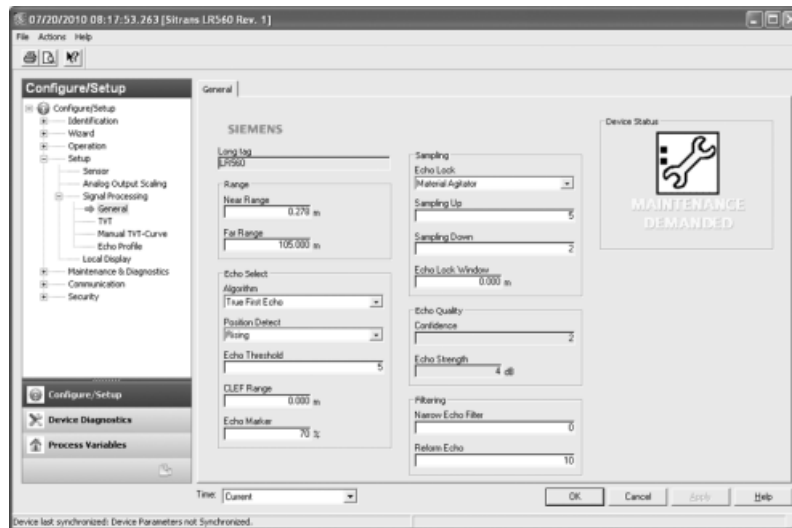 07/20/2010 08:17:53.263 [Sitrans LR560 Rev. 1]
File Actions Help
Configure/Setup
Configure/Setup
Identification
Wizard
Operation
Setup
Sensor
Analog Output Scaling
Signal Processing
General
TVT
Manual TVT-Curve
Echo Profile
Local Display
Maintenance & Diagnostics
Communication
Security
Configure/Setup
Device Diagnostics
Process Variables
General
SIEMENS
Long tag
LR560
Range
Near Range
0.278 m
Far Range
105.000 m
Echo Select
Algorithm
True First Echo
Position Detect
Rising
Echo Threshold
5
CLEF Range
0.000 m
Echo Marker
70 %
Sampling
Echo Lock
Material Agitator
Sampling Up
5
Sampling Down
2
Echo Lock Window
0.000 m
Echo Quality
Confidence
2
Echo Strength
4 dB
Filtering
Narrow Echo Filter
0
Reform Echo
10
Device Status
MAINTENANCE
DEMANDED
Time: Current
OK Cancel Apply Help
Device last synchronized: Device Parameters not Synchronized.